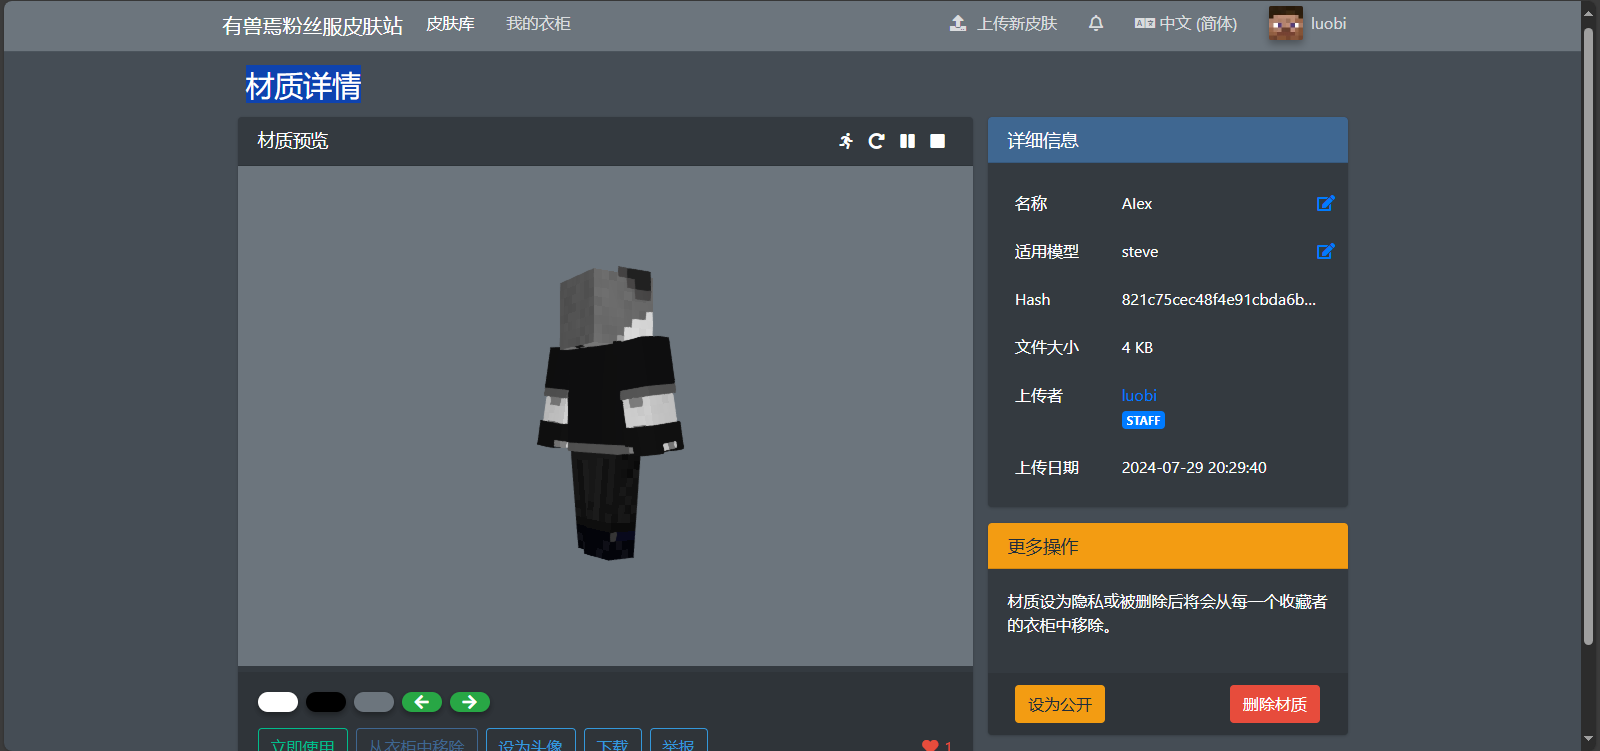 有兽焉粉丝服皮肤站 皮肤库 我的衣柜 上传新皮肤 中文 (简体) luobi
材质详情
材质预览
详细信息
名称 Alex
适用模型 steve
Hash 821c75cec48f4e91cbda6b...
文件大小 4 KB
上传者 luobi
STAFF
上传日期 2024-07-29 20:29:40
更多操作
材质设为隐私或被删除后将会从每一个收藏者
的衣柜中移除。
设为公开 删除材质
立即使用 从衣柜中移除 设为头像 下载 举报 1